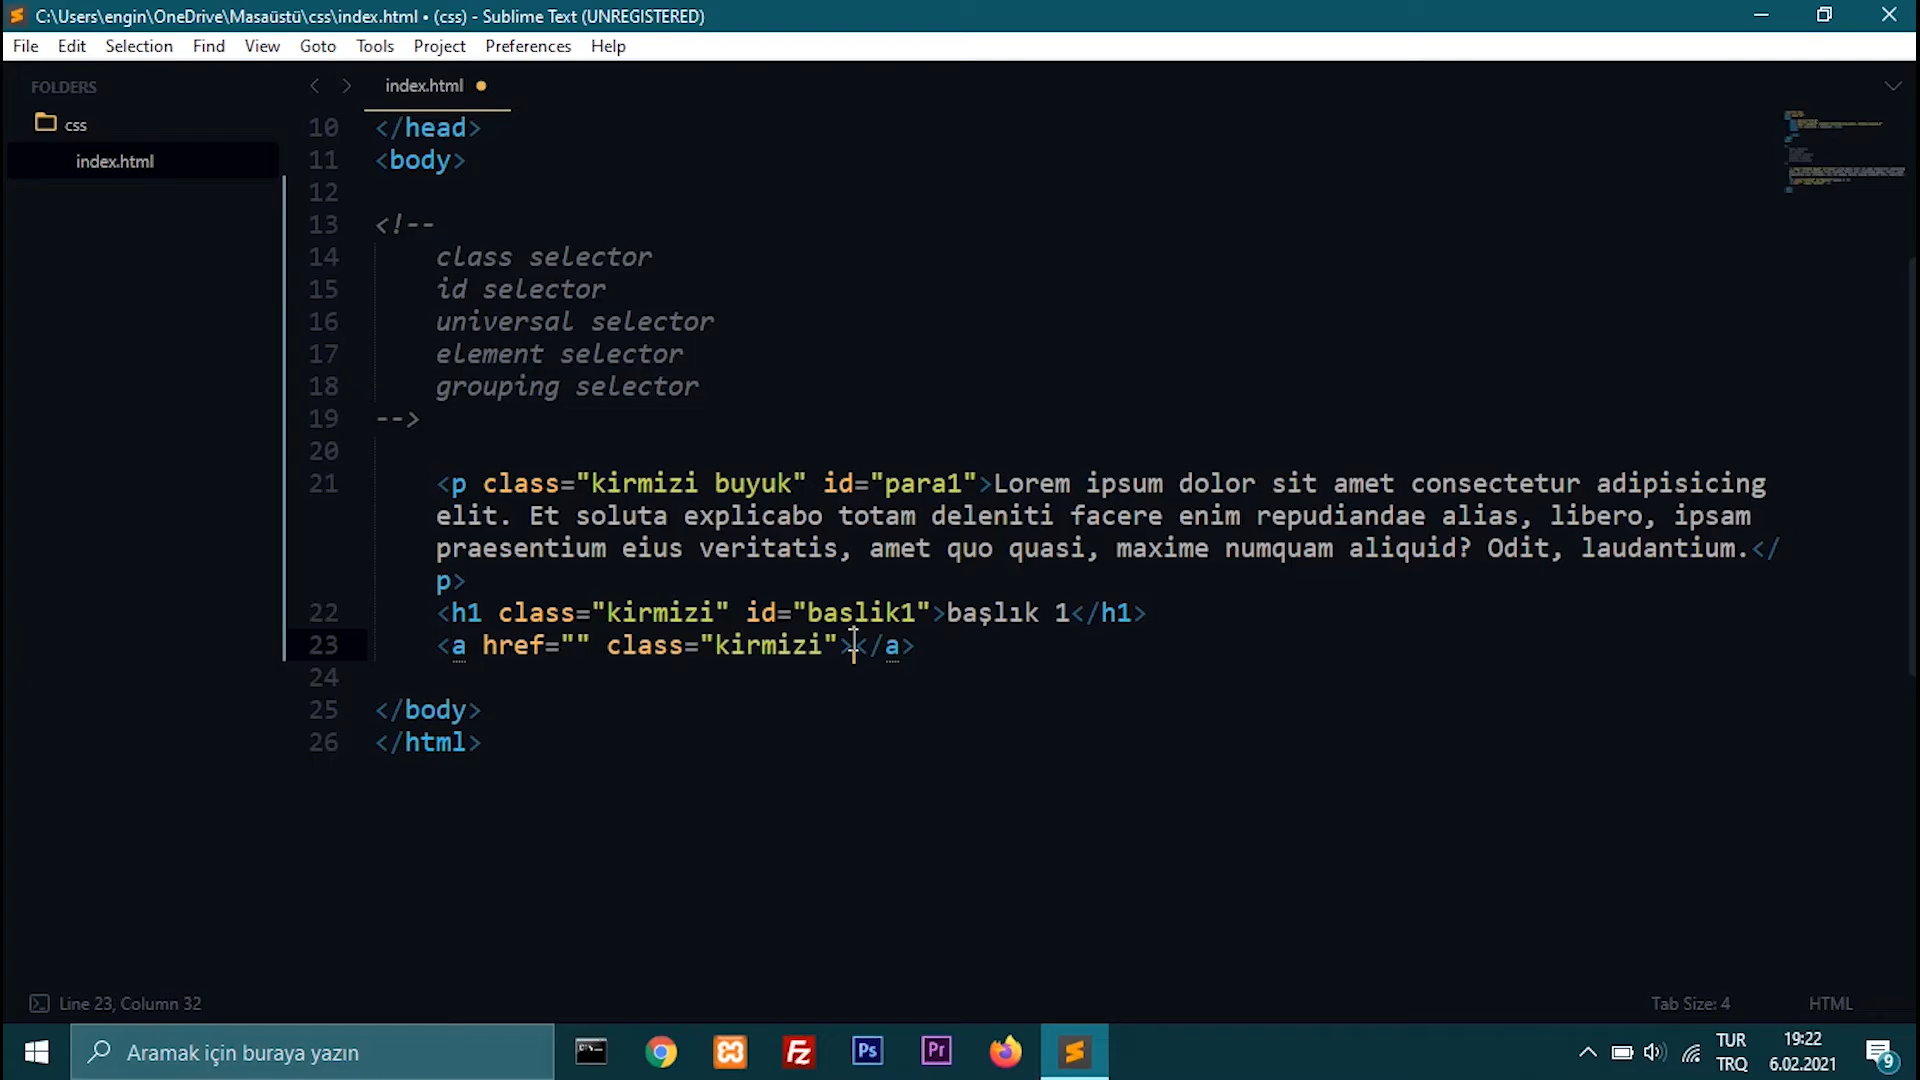 C:\Users\engin\OneDrive\Masaüstü\css\index.html • (css) - Sublime Text (UNREGISTERED)
File Edit Selection Find View Goto Tools Project Preferences Help
FOLDERS
css
index.html
index.html
10 </head>
11 <body>
12
13 <!--
14 class selector
15 id selector
16 universal selector
17 element selector
18 grouping selector
19 -->
20
21 <p class="kirmizi buyuk" id="para1">Lorem ipsum dolor sit amet consectetur adipisicing
elit. Et soluta explicabo totam deleniti facere enim repudiandae alias, libero, ipsam
praesentium eius veritatis, amet quo quasi, maxime numquam aliquid? Odit, laudantium.</
p>
22 <h1 class="kirmizi" id="baslik1">başlık 1</h1>
23 <a href="" class="kirmizi"></a>
24
25 </body>
26 </html>
Line 23, Column 32
Tab Size: 4 HTML
Aramak için buraya yazın
Fz
Ps
Pr
TUR
TRQ
19:22
6.02.2021
9